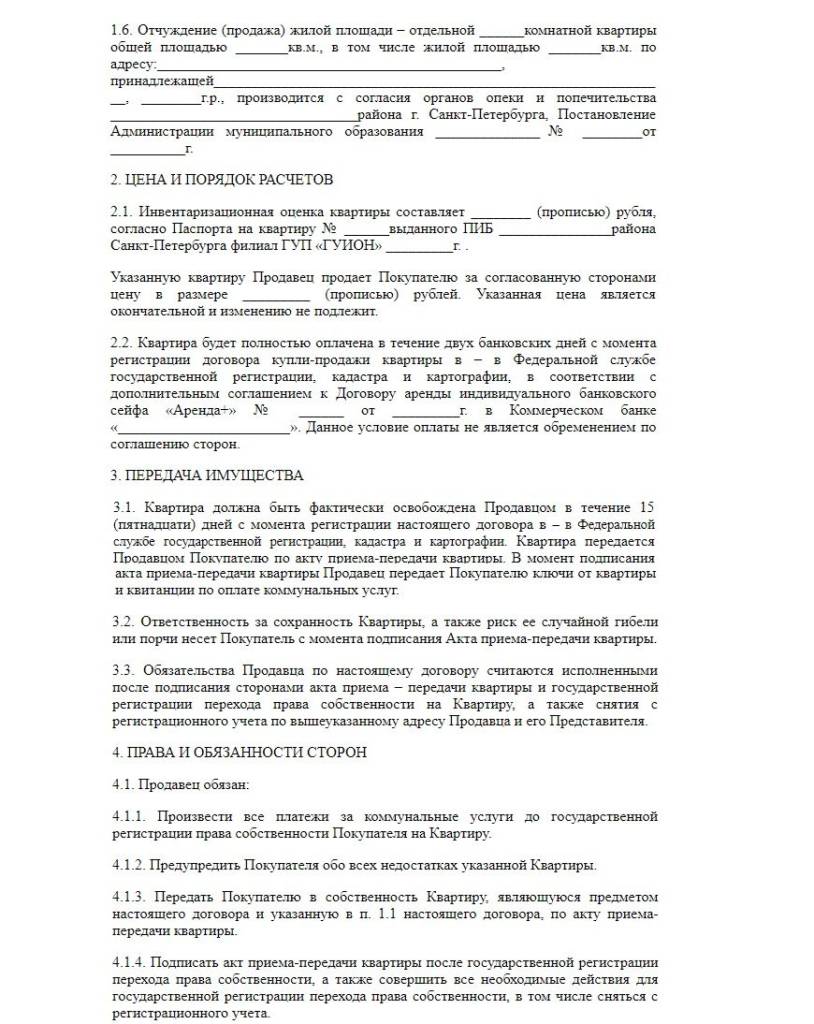 1.6. Отчуждение (продажа) жилой площади – отдельной ______комнатной квартиры
общей площадью _______кв.м., в том числе жилой площадью _______кв.м. по
адресу:______________________________________________,
принадлежащей___________________________________________________________
__, ________г.р., производится с согласия органов опеки и попечительства
_________________________________района г. Санкт-Петербурга, Постановление
Администрации муниципального образования ______________ № ________от
__________г.
2. ЦЕНА И ПОРЯДОК РАСЧЕТОВ
2.1. Инвентаризационная оценка квартиры составляет ________ (прописью) рубля,
согласно Паспорта на квартиру № ______выданного ПИБ _______________района
Санкт-Петербурга филиал ГУП «ГУИОН» _________г. .
Указанную квартиру Продавец продает Покупателю за согласованную сторонами
цену в размере _________ (прописью) рублей. Указанная цена является
окончательной и изменению не подлежит.
2.2. Квартира будет полностью оплачена в течение двух банковских дней с момента
регистрации договора купли-продажи квартиры в – в Федеральной службе
государственной регистрации, кадастра и картографии, в соответствии с
дополнительным соглашением к Договору аренды индивидуального банковского
сейфа «Аренда+» № ______ от _________г. в Коммерческом банке
«_______________________». Данное условие оплаты не является обременением по
соглашению сторон.
3. ПЕРЕДАЧА ИМУЩЕСТВА
3.1. Квартира должна быть фактически освобождена Продавцом в течение 15
(пятнадцати) дней с момента регистрации настоящего договора в – в Федеральной
службе государственной регистрации, кадастра и картографии. Квартира передается
Продавцом Покупателю по акту приема-передачи квартиры. В момент подписания
акта приема-передачи квартиры Продавец передает Покупателю ключи от квартиры
и квитанции по оплате коммунальных услуг.
3.2. Ответственность за сохранность Квартиры, а также риск ее случайной гибели
или порчи несет Покупатель с момента подписания Акта приема-передачи квартиры.
3.3. Обязательства Продавца по настоящему договору считаются исполненными
после подписания сторонами акта приема – передачи квартиры и государственной
регистрации перехода права собственности на Квартиру, а также снятия с
регистрационного учета по вышеуказанному адресу Продавца и его Представителя.
4. ПРАВА И ОБЯЗАННОСТИ СТОРОН
4.1. Продавец обязан:
4.1.1. Произвести все платежи за коммунальные услуги до государственной
регистрации права собственности Покупателя на Квартиру.
4.1.2. Предупредить Покупателя обо всех недостатках указанной Квартиры.
4.1.3. Передать Покупателю в собственность Квартиру, являющуюся предметом
настоящего договора и указанную в п. 1.1 настоящего договора, по акту приема-
передачи квартиры.
4.1.4. Подписать акт приема-передачи квартиры после государственной регистрации
перехода права собственности, а также совершить все необходимые действия для
государственной регистрации перехода права собственности, в том числе сняться с
регистрационного учета.